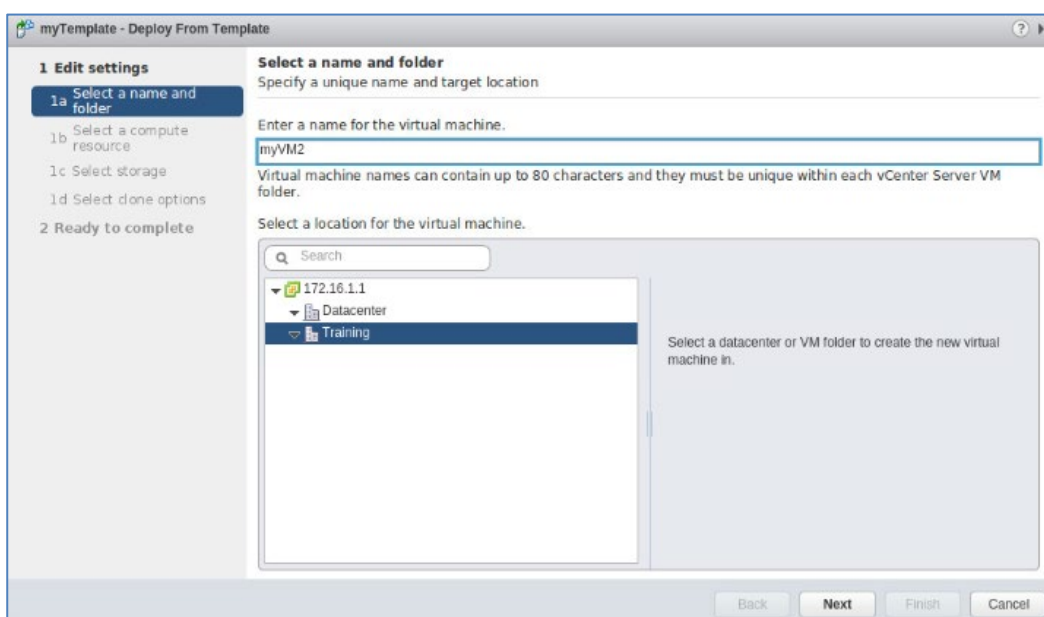 myTemplate - Deploy From Template
?
1 Edit settings
1a Select a name and
folder
1b Select a compute
resource
1c Select storage
1d Select clone options
2 Ready to complete
Select a name and folder
Specify a unique name and target location
Enter a name for the virtual machine.
myVM2
Virtual machine names can contain up to 80 characters and they must be unique within each vCenter Server VM
folder.
Select a location for the virtual machine.
Search
172.16.1.1
Datacenter
Training
Select a datacenter or VM folder to create the new virtual
machine in.
Back
Next
Finish
Cancel